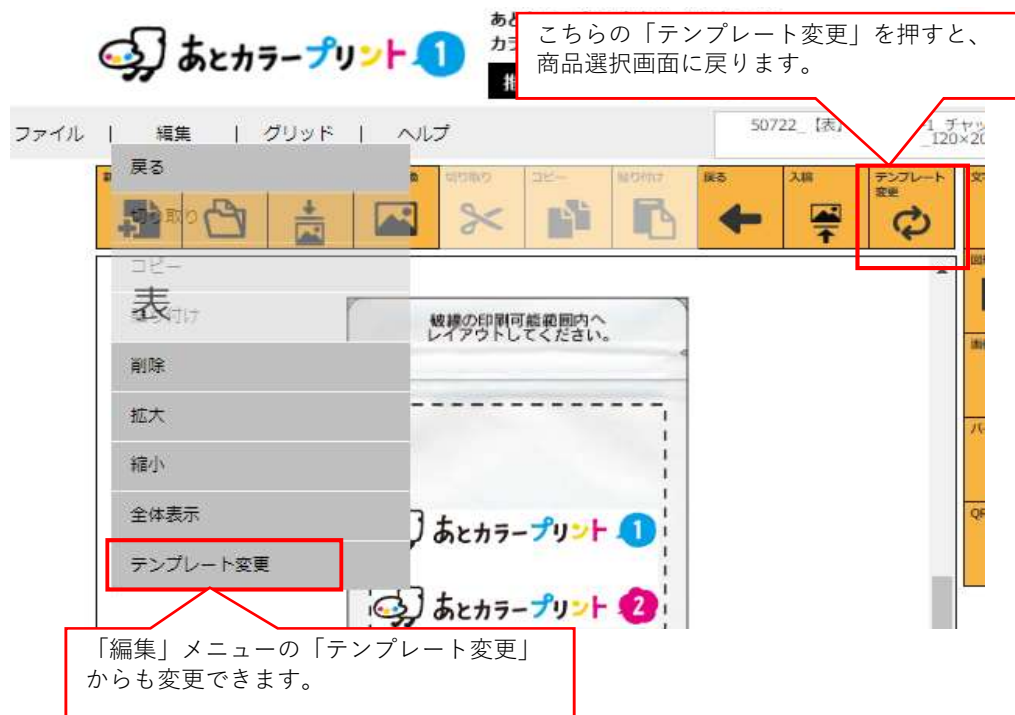 あとカラープリント 1
こちらの「テンプレート変更」を押すと、
商品選択画面に戻ります。
ファイル | 編集 | グリッド | ヘルプ
50722_【表】
戻る
切り取り
コピー
貼り付け
戻る
入稿
テンプレート
変更
切り取り
コピー
表
貼り付け
削除
拡大
縮小
全体表示
テンプレート変更
破線の印刷可能範囲内へ
レイアウトしてください。
あとカラープリント 1
あとカラープリント 2
「編集」メニューの「テンプレート変更」
からも変更できます。